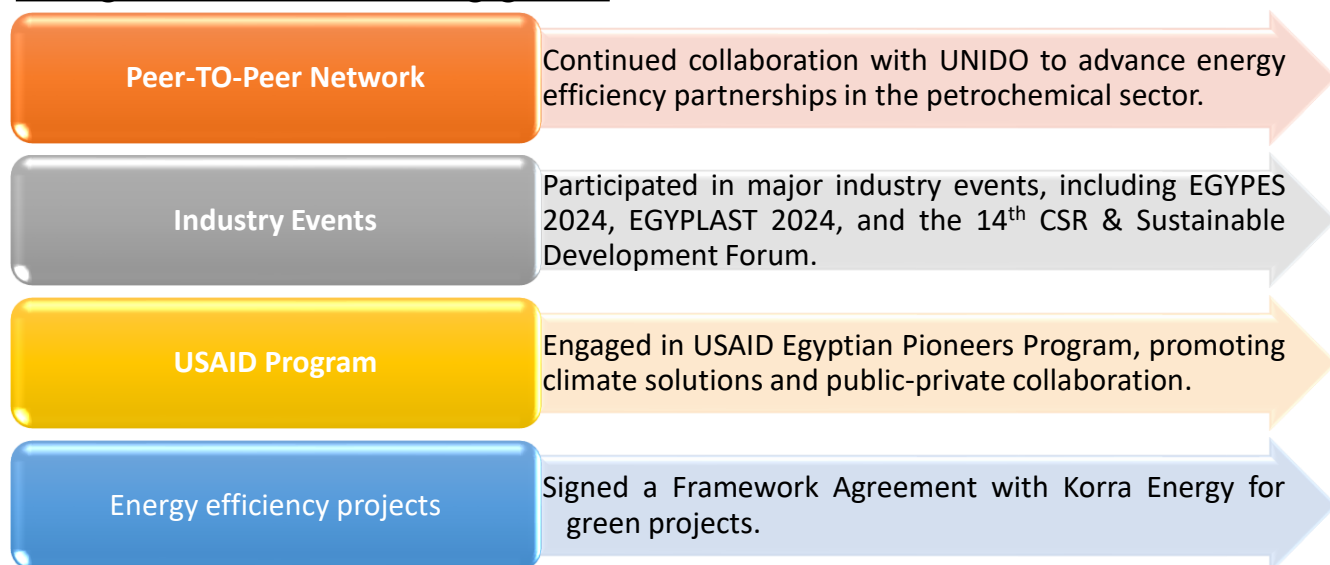 Peer-TO-Peer Network
Continued collaboration with UNIDO to advance energy
efficiency partnerships in the petrochemical sector.
Industry Events
Participated in major industry events, including EGYPES
2024, EGYPLAST 2024, and the 14th CSR & Sustainable
Development Forum.
USAID Program
Engaged in USAID Egyptian Pioneers Program, promoting
climate solutions and public-private collaboration.
Energy efficiency projects
Signed a Framework Agreement with Korra Energy for
green projects.